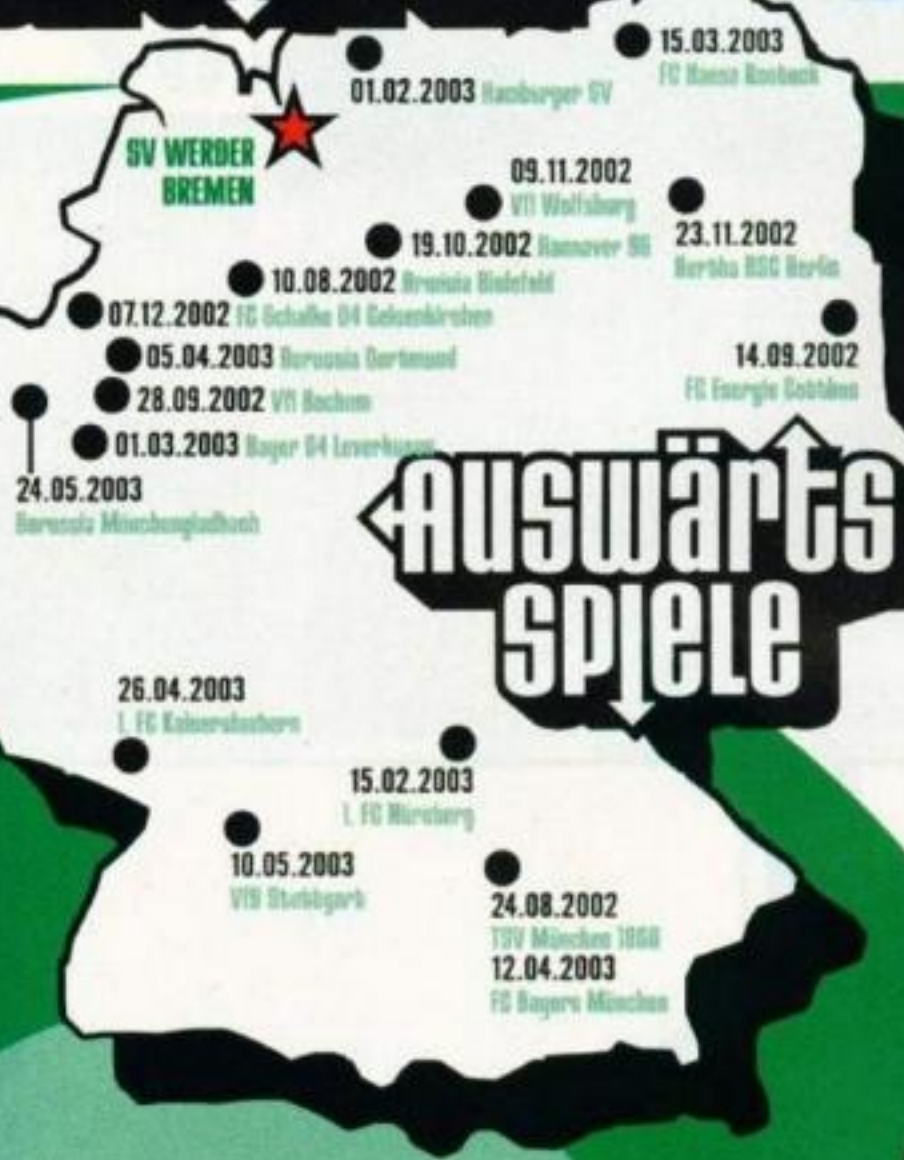 15.03.2003
FC Hansa Rostock
01.02.2003 Hamburger SV
SV WERDER
BREMEN
09.11.2002
Vfl Wolfsburg
19.10.2002 Hannover 96
23.11.2002
Hertha BSC Berlin
10.08.2002 Arminia Bielefeld
07.12.2002 FC Schalke 04 Gelsenkirchen
14.09.2002
FC Energie Cottbus
05.04.2003 Borussia Dortmund
28.09.2002 Vfl Bochum
01.03.2003 Bayer 04 Leverkusen
24.05.2003
Borussia Mönchengladbach
AUSWÄRTS
SPIELE
26.04.2003
1. FC Kaiserslautern
15.02.2003
1. FC Nürnberg
10.05.2003
VfB Stuttgart
24.08.2002
TSV München 1860
12.04.2003
FC Bayern München